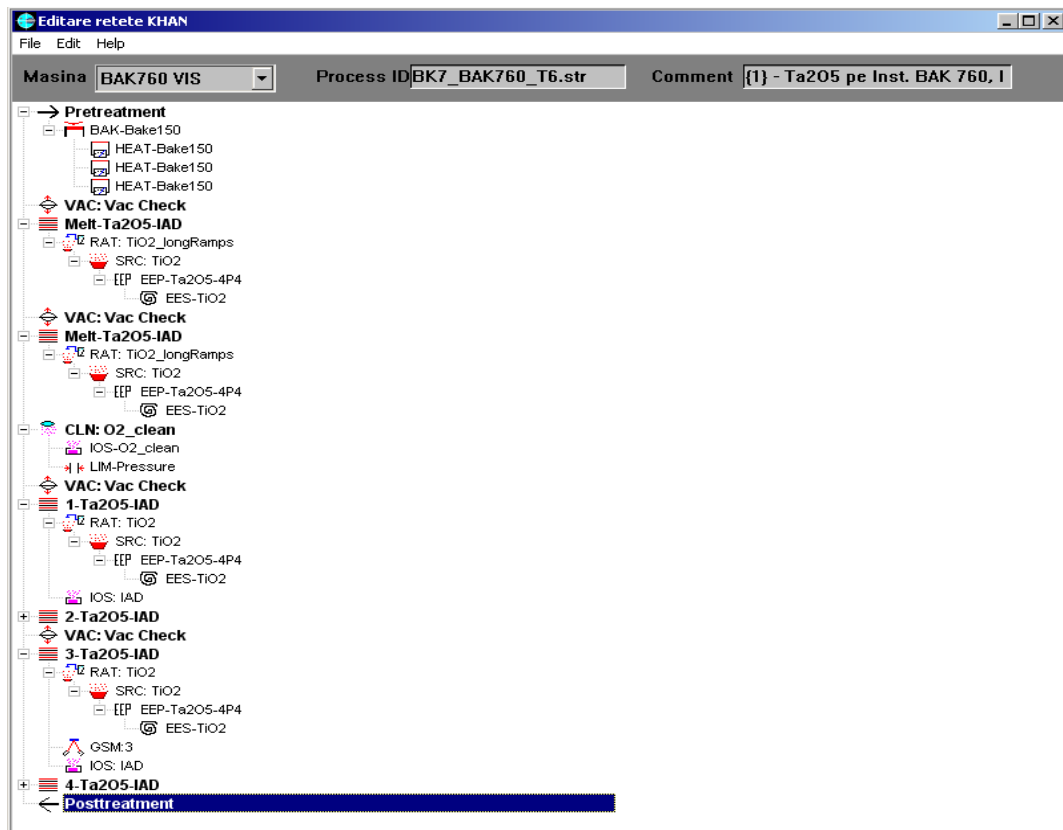 Editare retete KHAN
File Edit Help
Masina BAK760 VIS Process ID BK7_BAK760_T6.str Comment {1} - Ta2O5 pe Inst. BAK 760, I
Pretreatment
BAK-Bake150
HEAT-Bake150
HEAT-Bake150
HEAT-Bake150
VAC: Vac Check
Melt-Ta2O5-IAD
RAT: TiO2_longRamps
SRC: TiO2
EEP EEP-Ta2O5-4P4
EES-TiO2
VAC: Vac Check
Melt-Ta2O5-IAD
RAT: TiO2_longRamps
SRC: TiO2
EEP EEP-Ta2O5-4P4
EES-TiO2
CLN: O2_clean
IOS-O2_clean
LIM-Pressure
VAC: Vac Check
1-Ta2O5-IAD
RAT: TiO2
SRC: TiO2
EEP EEP-Ta2O5-4P4
EES-TiO2
IOS: IAD
2-Ta2O5-IAD
VAC: Vac Check
3-Ta2O5-IAD
RAT: TiO2
SRC: TiO2
EEP EEP-Ta2O5-4P4
EES-TiO2
GSM:3
IOS: IAD
4-Ta2O5-IAD
Posttreatment